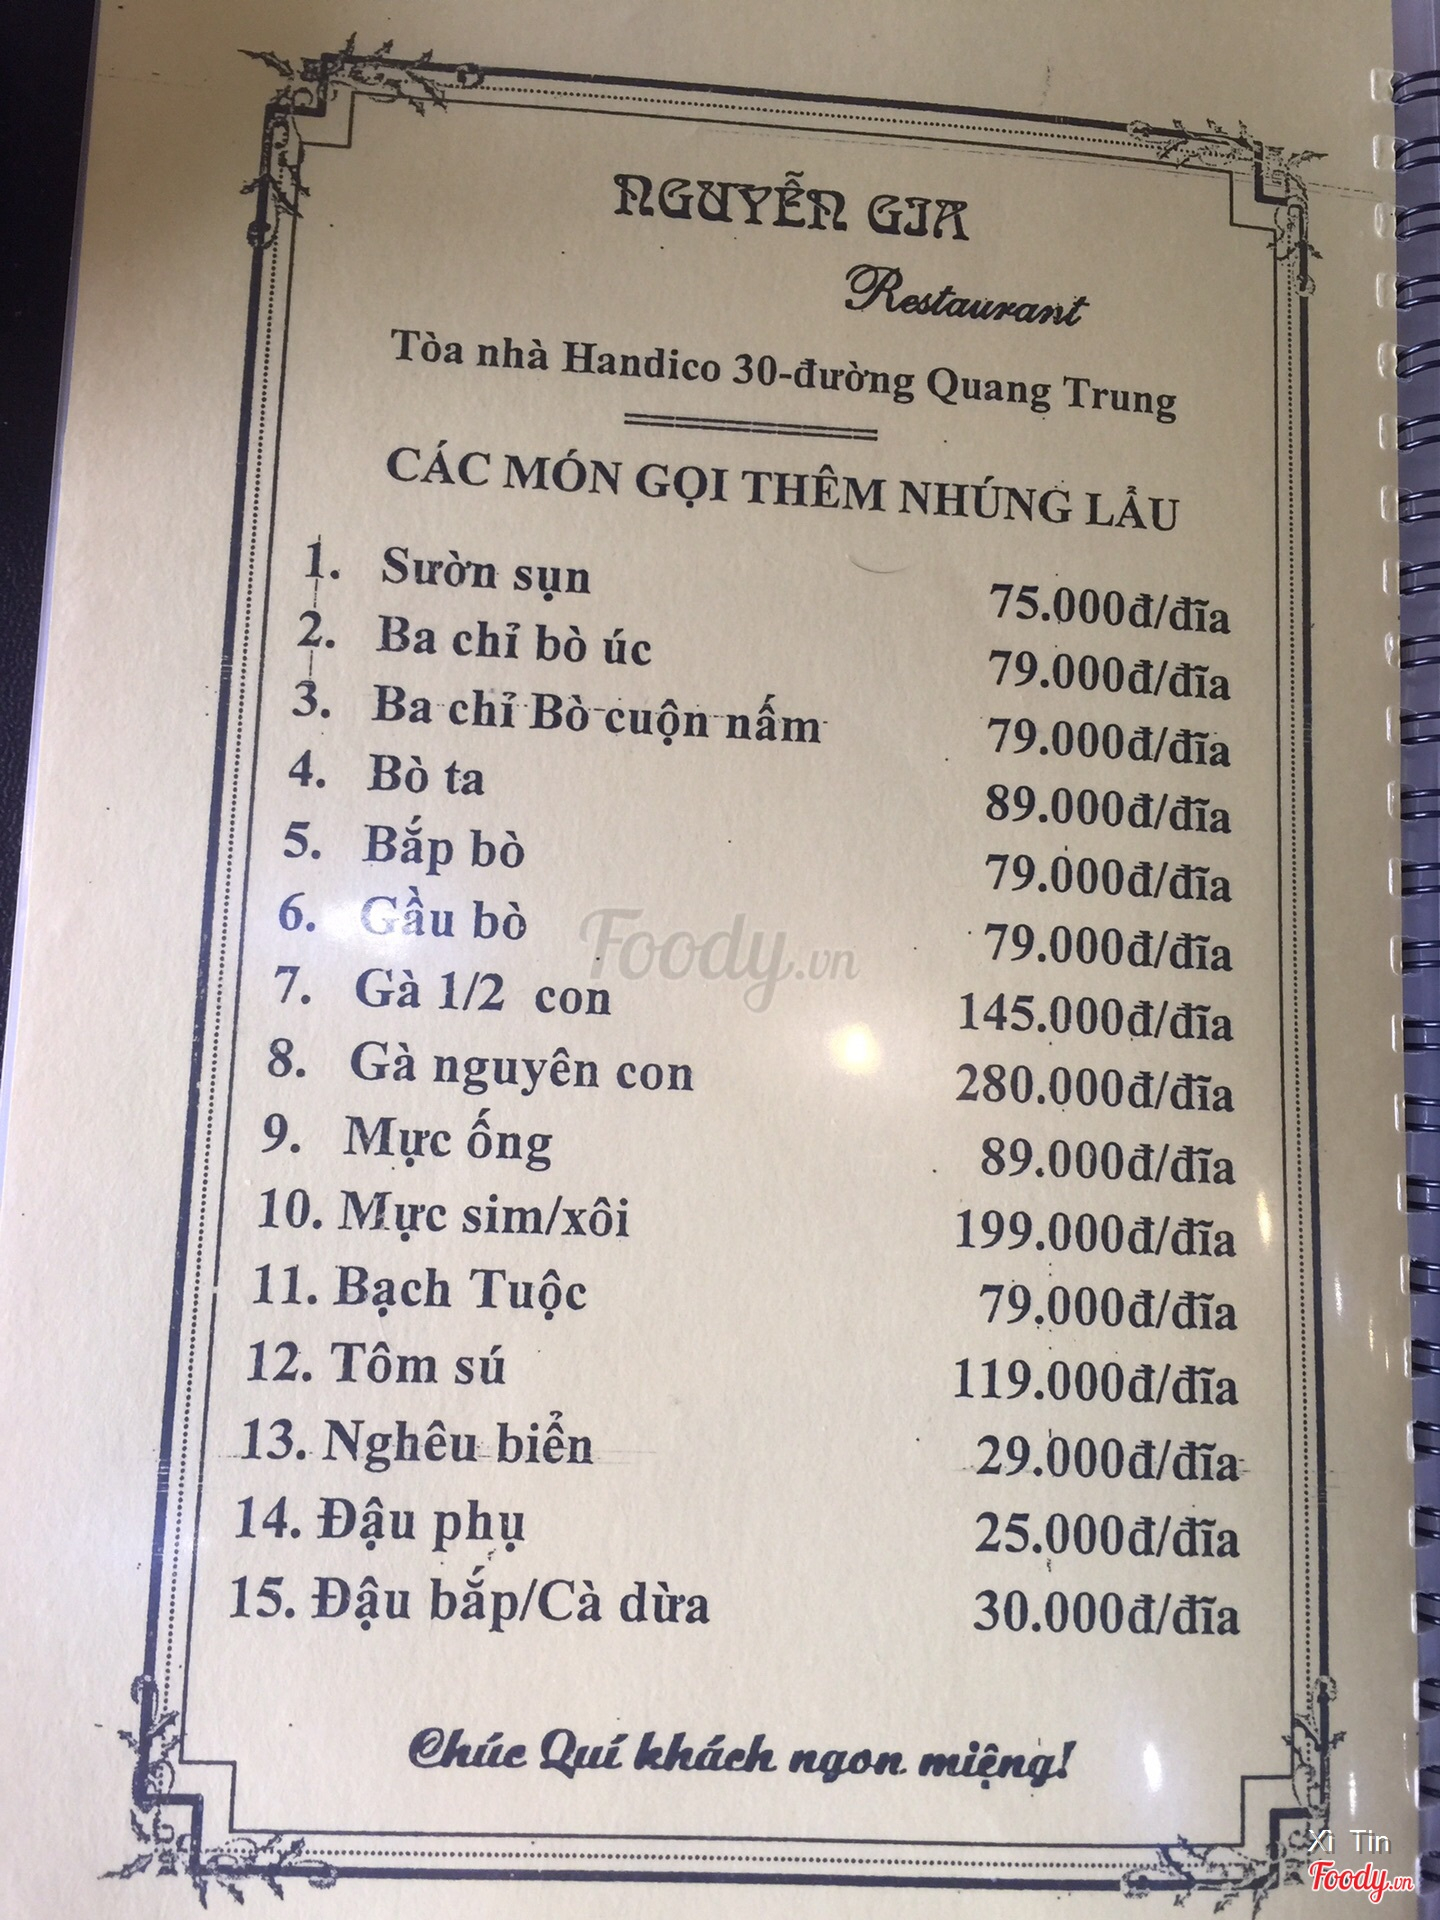 NGUYỄN GIA
Restaurant
Tòa nhà Handico 30-đường Quang Trung
CÁC MÓN GỌI THÊM NHÚNG LẨU
1. Sườn sụn 75.000đ/đĩa
2. Ba chỉ bò úc 79.000đ/đĩa
3. Ba chỉ Bò cuộn nấm 79.000đ/đĩa
4. Bò ta 89.000đ/đĩa
5. Bắp bò 79.000đ/đĩa
6. Gầu bò 79.000đ/đĩa
Foody.vn
7. Gà 1/2 con 145.000đ/đĩa
8. Gà nguyên con 280.000đ/đĩa
9. Mực ống 89.000đ/đĩa
10. Mực sim/xôi 199.000đ/đĩa
11. Bạch Tuộc 79.000đ/đĩa
12. Tôm sú 119.000đ/đĩa
13. Nghêu biển 29.000đ/đĩa
14. Đậu phụ 25.000đ/đĩa
15. Đậu bắp/Cà dừa 30.000đ/đĩa
Chúc Quí khách ngon miệng!
Xì Tin
Foody.vn